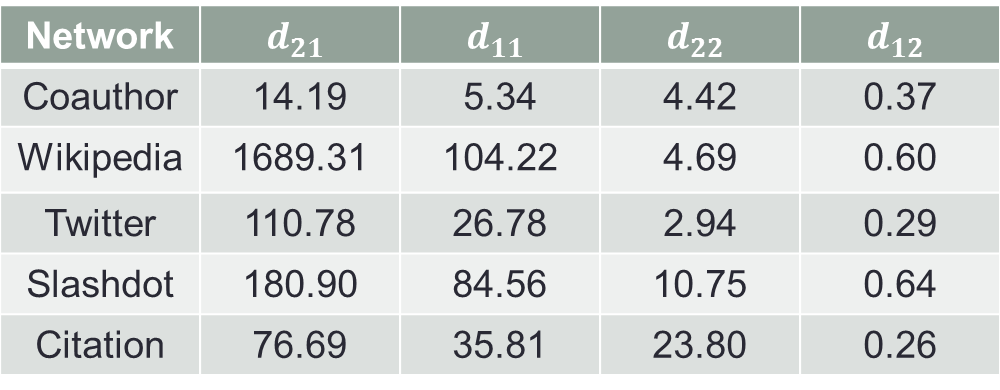 Network d₂₁ d₁₁ d₂₂ d₁₂
Coauthor 14.19 5.34 4.42 0.37
Wikipedia 1689.31 104.22 4.69 0.60
Twitter 110.78 26.78 2.94 0.29
Slashdot 180.90 84.56 10.75 0.64
Citation 76.69 35.81 23.80 0.26